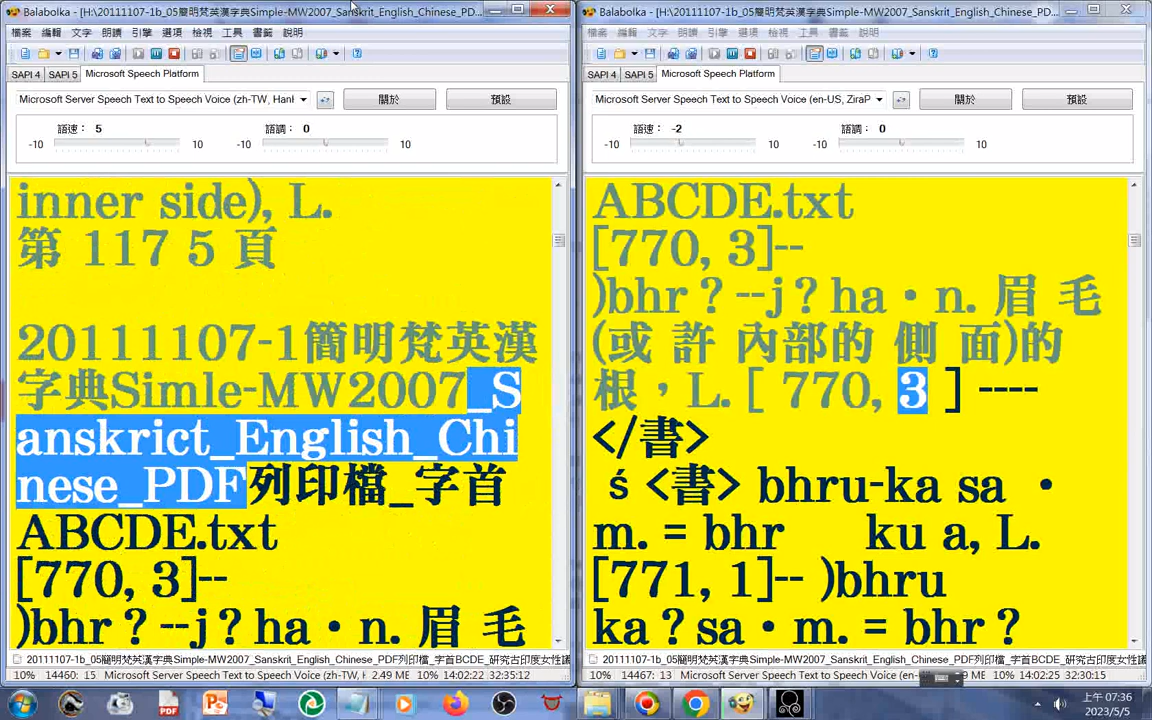 Balabolka - [H:\20111107-1b_05簡明梵英漢字典Simple-MW2007_Sanskrit_English_Chinese_PD...
檔案 編輯 文字 朗讀 引擎 選項 檢視 工具 書籤 說明
SAPI 4 SAPI 5 Microsoft Speech Platform
Microsoft Server Speech Text to Speech Voice (zh-TW, HanH
關於 預設
語速： 5 語調： 0
-10 10 -10 10
inner side), L.
第 117 5 頁
20111107-1簡明梵英漢
字典Simle-MW2007_S
anskrict_English_Chi
nese_PDF列印檔_字首
ABCDE.txt
[770, 3]--
)bhr？--j？ha・n. 眉 毛
20111107-1b_05簡明梵英漢字典Simple-MW2007_Sanskrit_English_Chinese_PDF列印檔_字首BCDE_研究古印度女性議
10% 14460: 15 Microsoft Server Speech Text to Speech Voice (zh-TW, H 2.49 ME 10% 14:02:22 32:35:12
Balabolka - [H:\20111107-1b_05簡明梵英漢字典Simple-MW2007_Sanskrit_English_Chinese_PD...
檔案 編輯 文字 朗讀 引擎 選項 檢視 工具 書籤 說明
SAPI 4 SAPI 5 Microsoft Speech Platform
Microsoft Server Speech Text to Speech Voice (en-US, ZiraP
關於 預設
語速： -2 語調： 0
-10 10 -10 10
ABCDE.txt
[770, 3]--
)bhr？--j？ha・n. 眉 毛
(或 許 內部的 側 面)的
根，L. [ 770, 3 ] ----
</書>
ś <書> bhru-ka sa ・
m. = bhr ku a, L.
[771, 1]-- )bhru
ka？sa・m. = bhr？
20111107-1b_05簡明梵英漢字典Simple-MW2007_Sanskrit_English_Chinese_PDF列印檔_字首BCDE_研究古印度女性議
10% 14467: 13 Microsoft Server Speech Text to Speech Voice (en-US, Z ME 10% 14:02:25 32:30:15
上午 07:36
2023/5/5